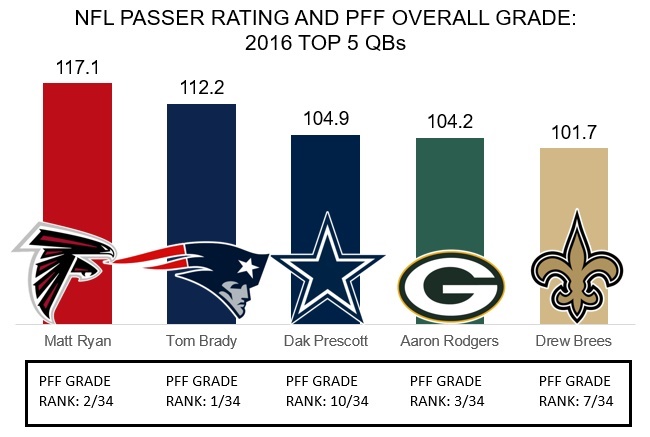 NFL PASSER RATING AND PFF OVERALL GRADE:
2016 TOP 5 QBs
117.1
112.2
104.9
104.2
101.7
G
Matt Ryan
Tom Brady
Dak Prescott
Aaron Rodgers
Drew Brees
PFF GRADE
RANK: 2/34
PFF GRADE
RANK: 1/34
PFF GRADE
RANK: 10/34
PFF GRADE
RANK: 3/34
PFF GRADE
RANK: 7/34